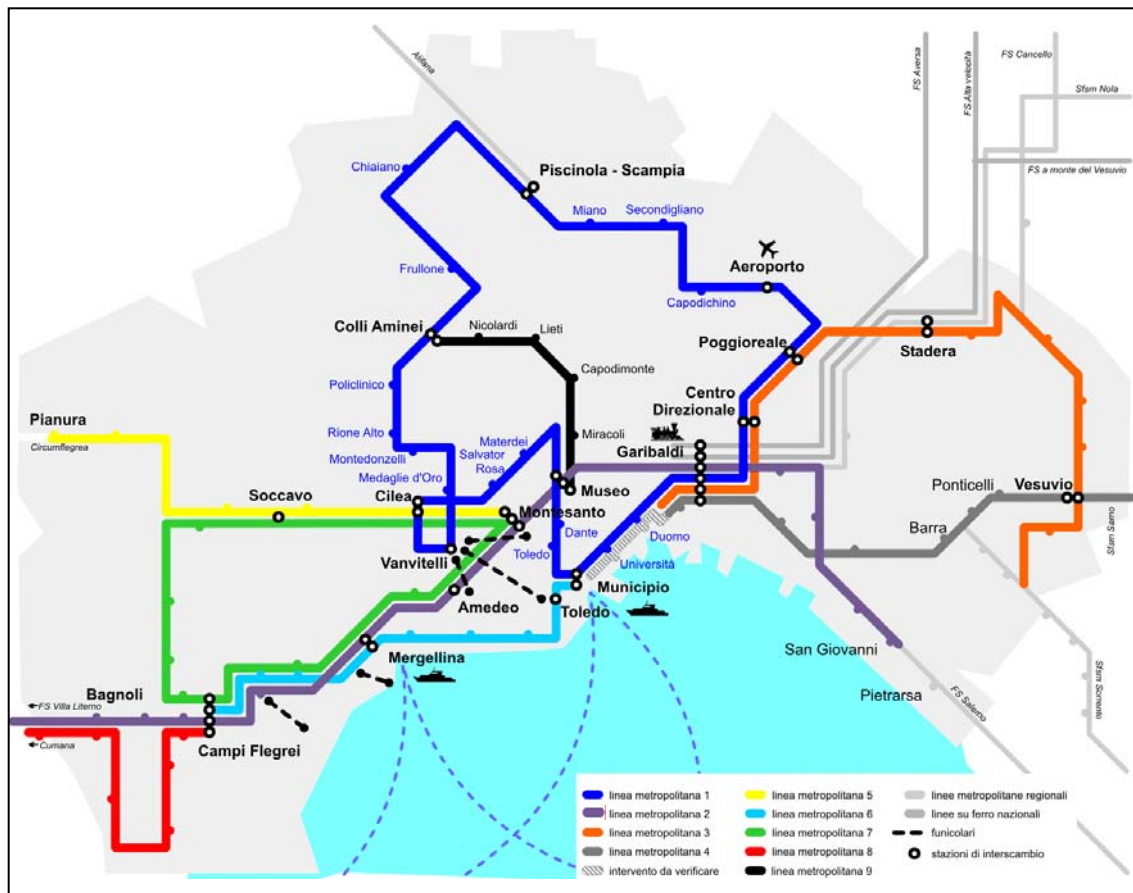 Alifana
FS Aversa
FS Alta velocità
FS Cancello
Sfsm Nola
FS a monte del Vesuvio
Chiaiano
Piscinola - Scampia
Miano
Secondigliano
Frullone
Aeroporto
Capodichino
Colli Aminei
Nicolardi
Lieti
Poggioreale
Stadera
Capodimonte
Policlinico
Centro
Direzionale
Pianura
Circumflegrea
Rione Alto
Montedonzelli
Materdei
Salvator
Rosa
Miracoli
Garibaldi
Medaglie d'Oro
Cilea
Museo
Ponticelli
Vesuvio
Soccavo
Montesanto
Dante
Duomo
Barra
Sfsm Sarno
Toledo
Università
Vanvitelli
Municipio
Amedeo
Toledo
Mergellina
San Giovanni
Pietrarsa
FS Salerno
Sfsm Sorrento
Bagnoli
FS Villa Literno
Cumana
Campi Flegrei
linea metropolitana 1
linea metropolitana 2
linea metropolitana 3
linea metropolitana 4
intervento da verificare
linea metropolitana 5
linea metropolitana 6
linea metropolitana 7
linea metropolitana 8
linea metropolitana 9
linee metropolitane regionali
linee su ferro nazionali
funicolari
stazioni di interscambio